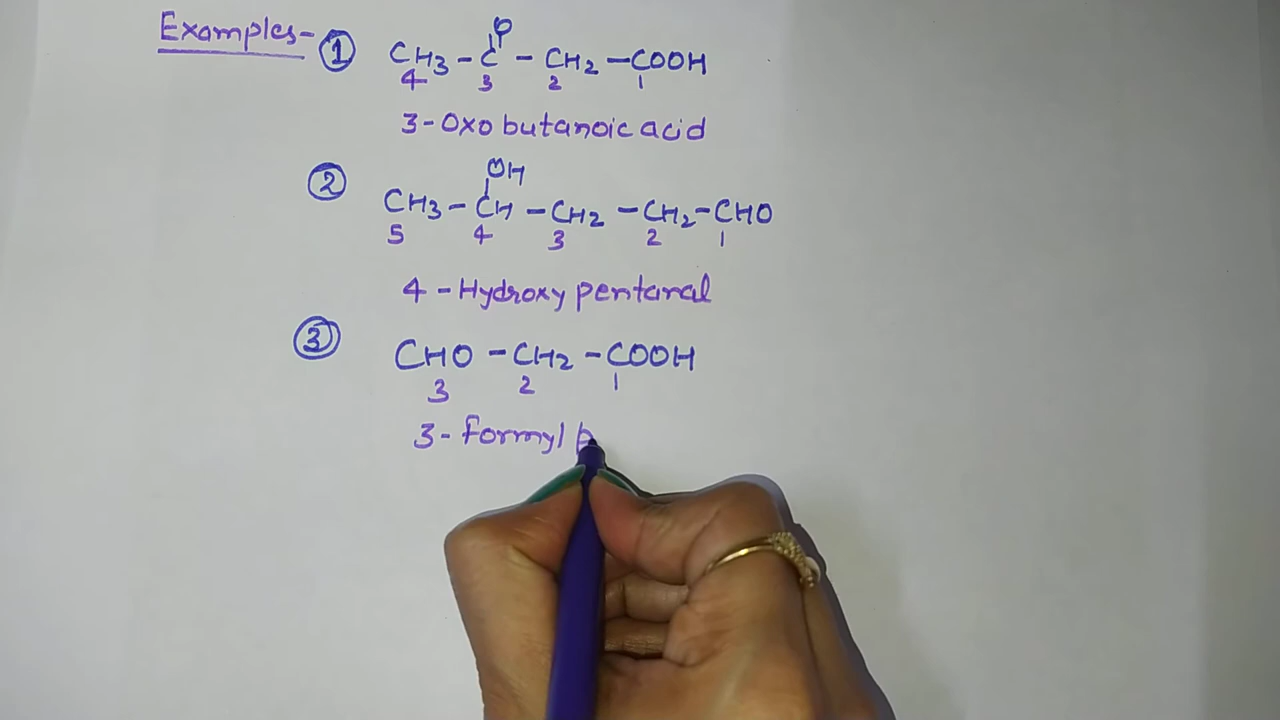 Examples- ① CH3 - C - CH2 - COOH
O
4 3 2 1
3-Oxo butanoic acid
OH
② CH3 - CH - CH2 - CH2 - CHO
5 4 3 2 1
4 - Hydroxy pentanal
③ CHO - CH2 - COOH
3 2 1
3- formyl p